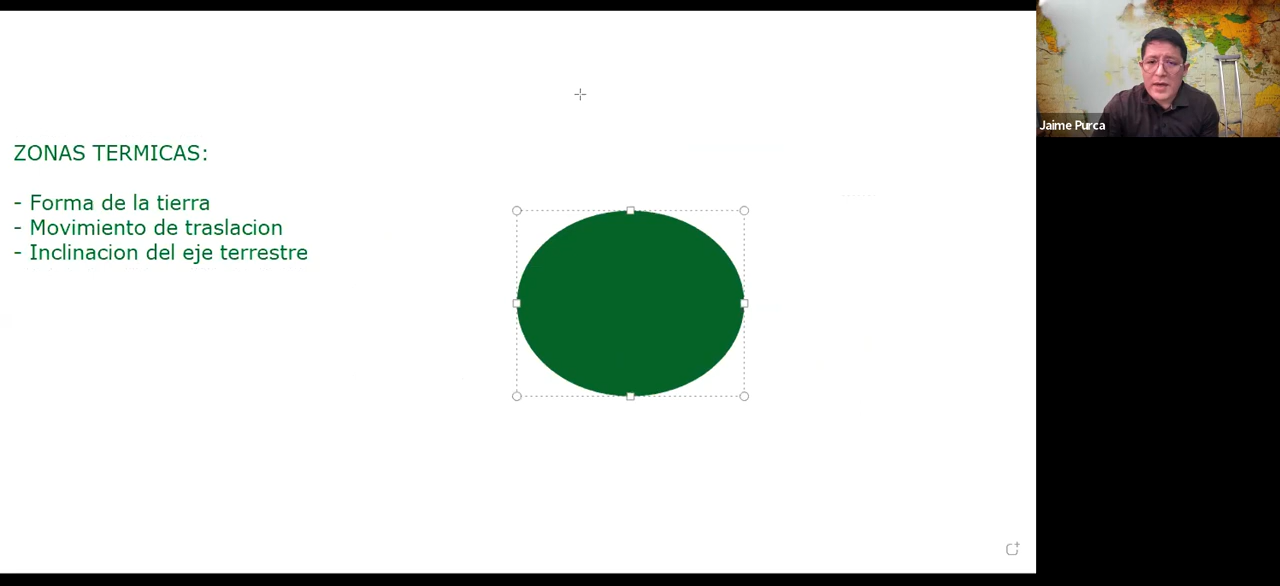 ZONAS TERMICAS:
- Forma de la tierra
- Movimiento de traslacion
- Inclinacion del eje terrestre
Jaime Purca